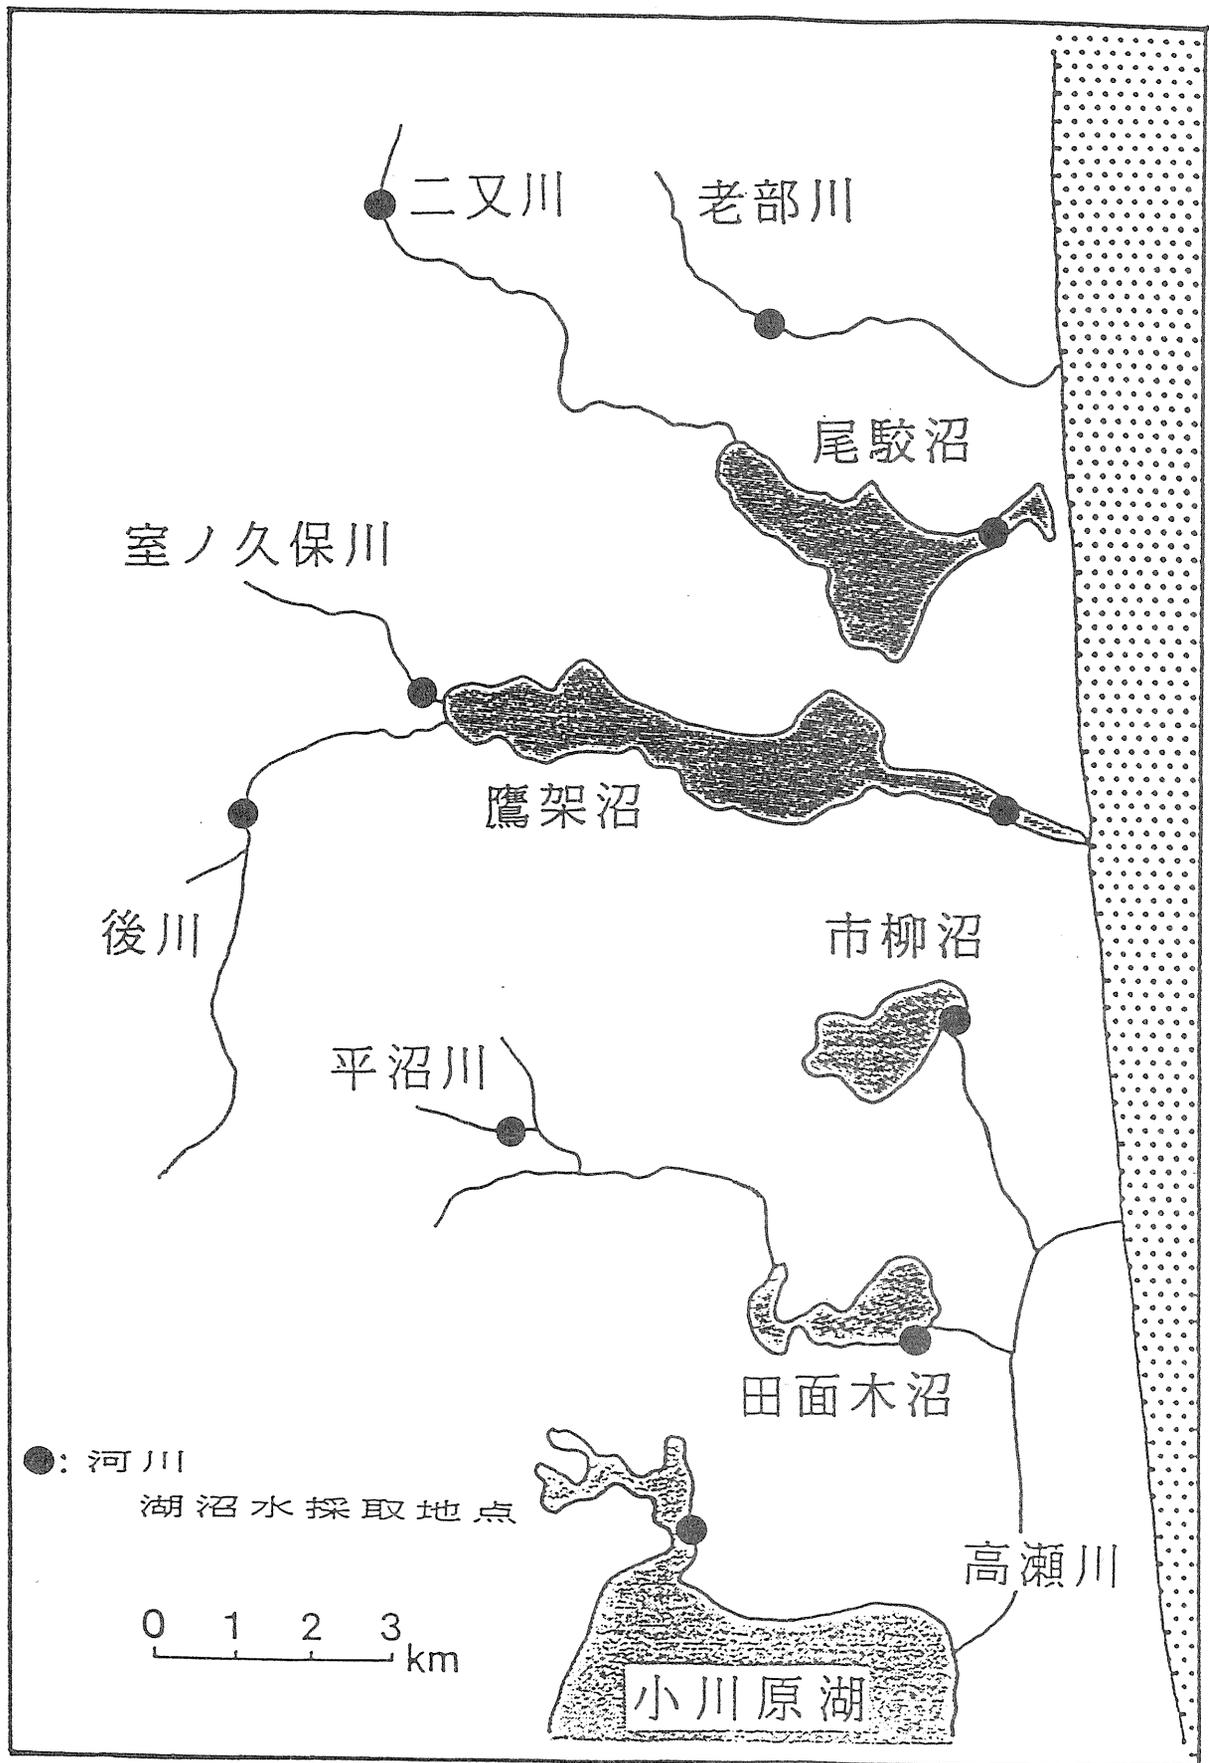 二又川
老部川
尾駮沼
室ノ久保川
鷹架沼
後川
市柳沼
平沼川
田面木沼
●: 河川
湖沼水採取地点
高瀬川
0 1 2 3 km
小川原湖